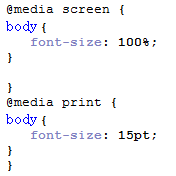 @media screen {
body {
font-size: 100%;
}
}
@media print {
body {
font-size: 15pt;
}
}